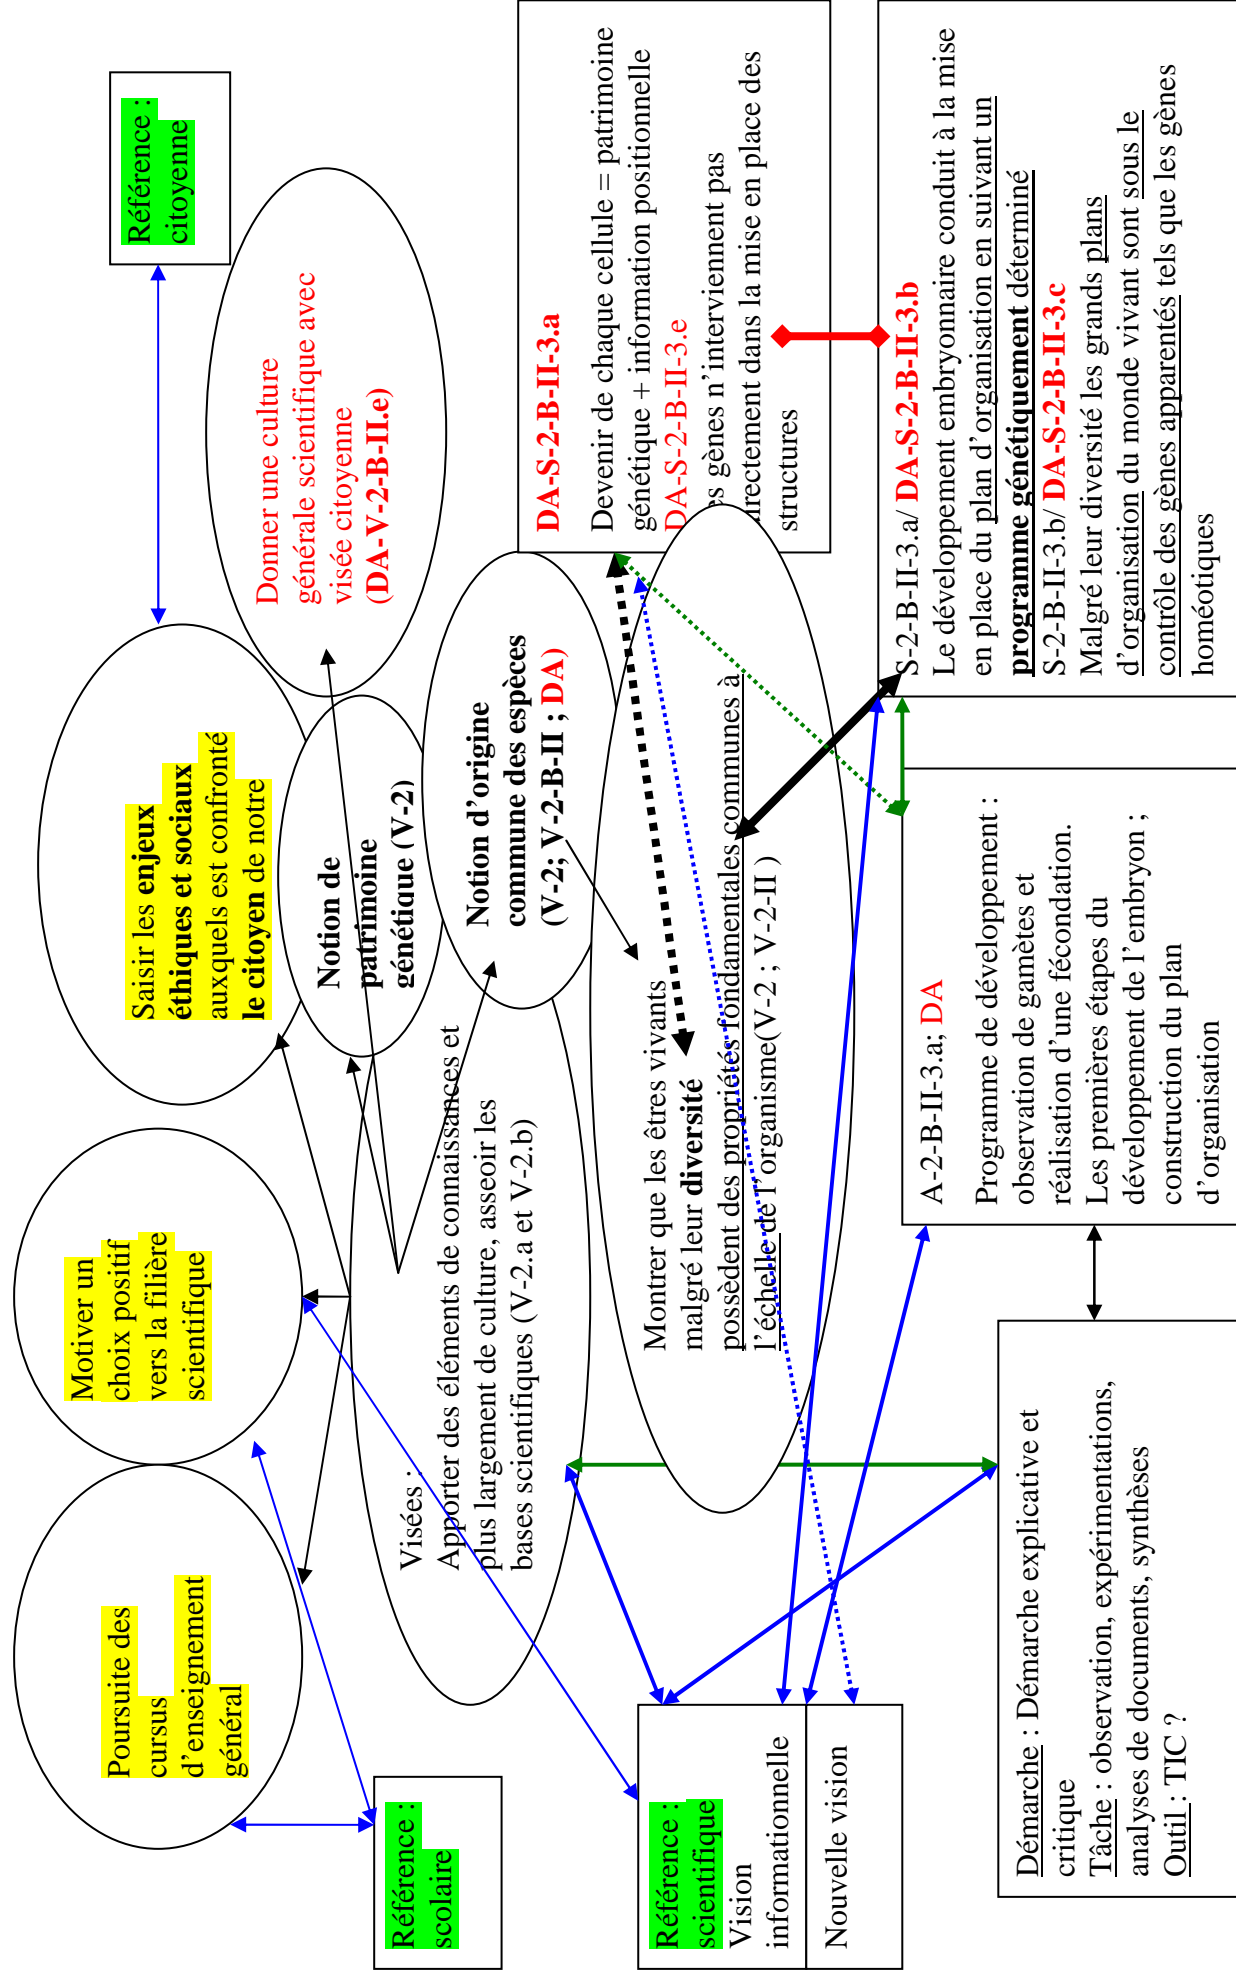 Poursuite des
cursus
d'enseignement
général
Motiver un
choix positif
vers la filière
scientifique
Saisir les enjeux
éthiques et sociaux
auxquels est confronté
le citoyen de notre
Référence :
citoyenne
Donner une culture
générale scientifique avec
visée citoyenne
(DA-V-2-B-II.e)
Notion de
patrimoine
génétique (V-2)
Référence :
scolaire
Visées :
Apporter des éléments de connaissances et
plus largement de culture, asseoir les
bases scientifiques (V-2.a et V-2.b)
Notion d'origine
commune des espèces
(V-2; V-2-B-II ; DA)
DA-S-2-B-II-3.a
Devenir de chaque cellule = patrimoine
génétique + information positionnelle
DA-S-2-B-II-3.e
es gènes n'interviennent pas
irectement dans la mise en place des
structures
Référence :
scientifique
Vision
informationnelle
Nouvelle vision
Montrer que les êtres vivants
malgré leur diversité
possèdent des propriétés fondamentales communes à
l'échelle de l'organisme(V-2 ; V-2-II )
S-2-B-II-3.a/ DA-S-2-B-II-3.b
Le développement embryonnaire conduit à la mise
en place du plan d'organisation en suivant un
programme génétiquement déterminé
S-2-B-II-3.b/ DA-S-2-B-II-3.c
Malgré leur diversité les grands plans
d'organisation du monde vivant sont sous le
contrôle des gènes apparentés tels que les gènes
homéotiques
A-2-B-II-3.a; DA
Programme de développement :
observation de gamètes et
réalisation d'une fécondation.
Les premières étapes du
développement de l'embryon ;
construction du plan
d'organisation
Démarche : Démarche explicative et
critique
Tâche : observation, expérimentations,
analyses de documents, synthèses
Outil : TIC ?